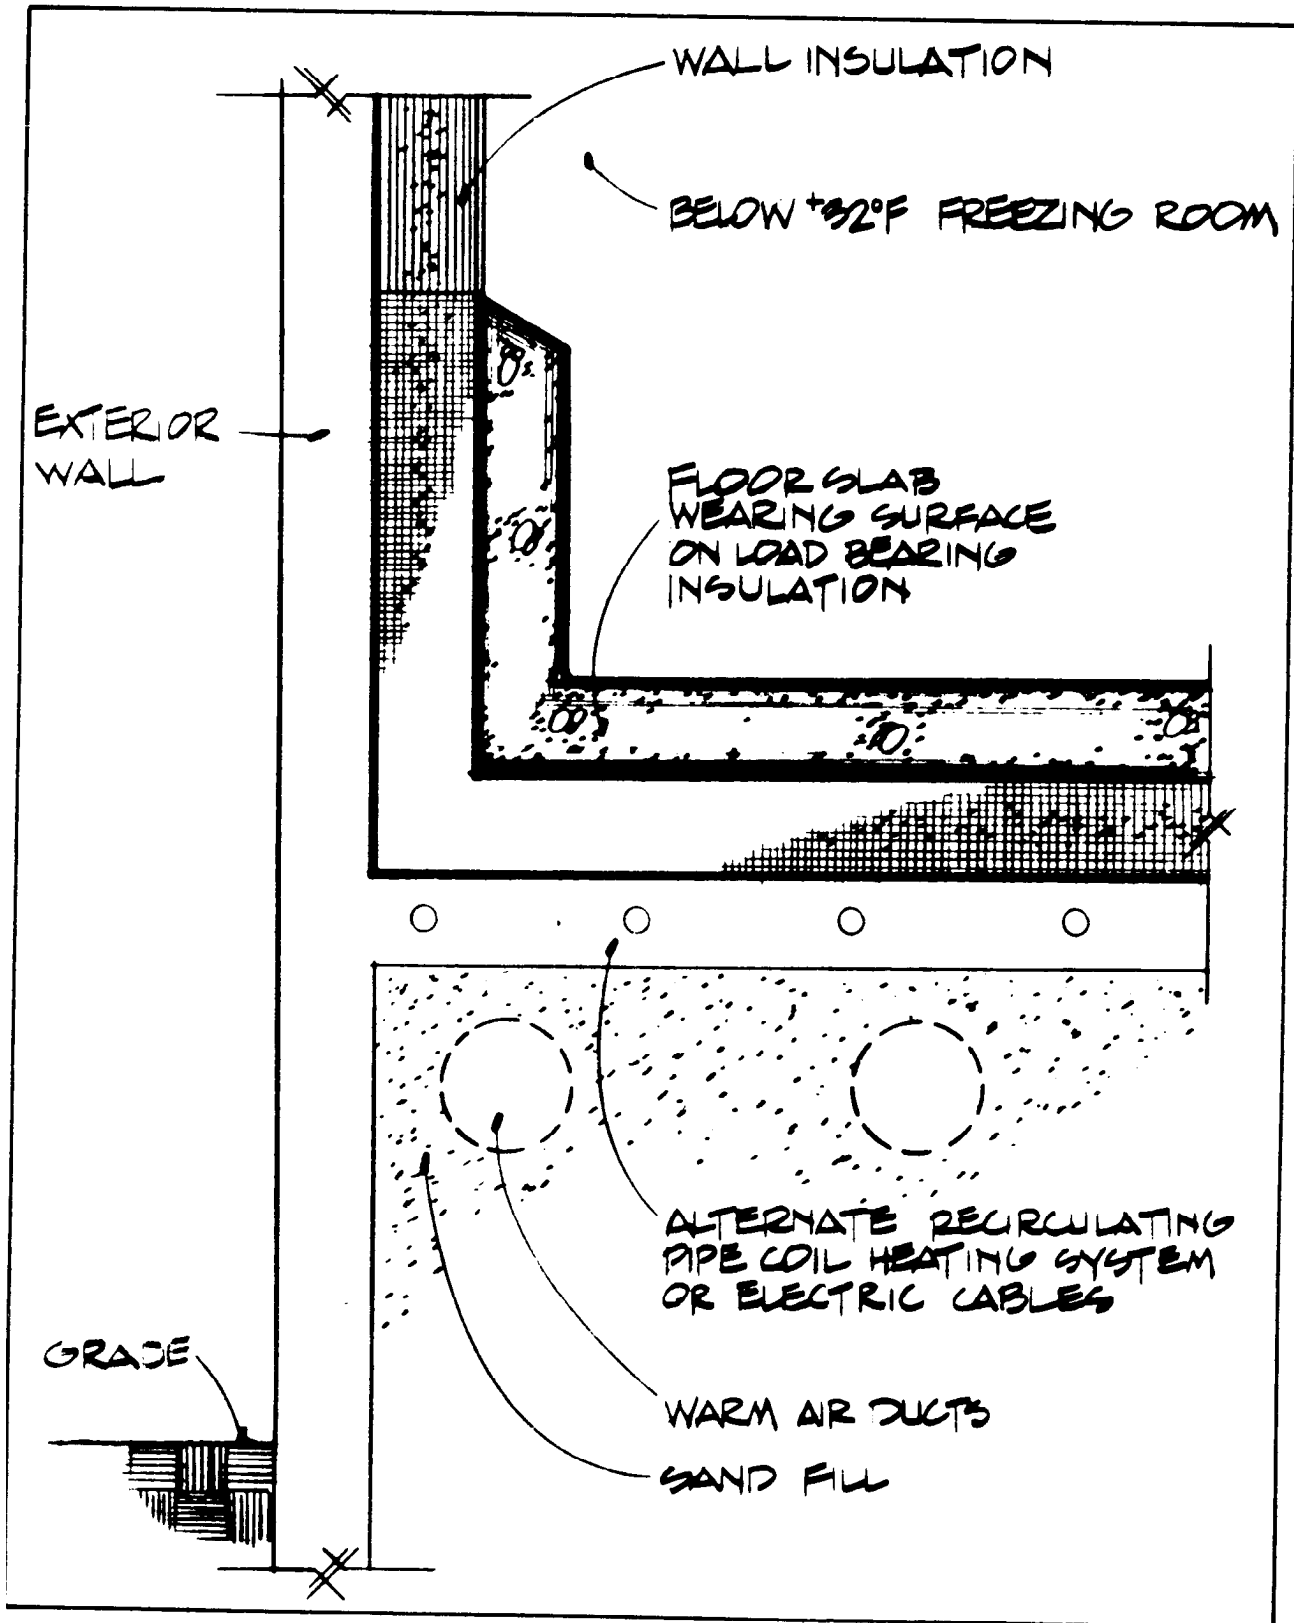 WALL INSULATION
BELOW +32°F FREEZING ROOM
EXTERIOR
WALL
FLOOR SLAB
WEARING SURFACE
ON LOAD BEARING
INSULATION
ALTERNATE RECIRCULATING
PIPE COIL HEATING SYSTEM
OR ELECTRIC CABLES
GRADE
WARM AIR DUCTS
SAND FILL